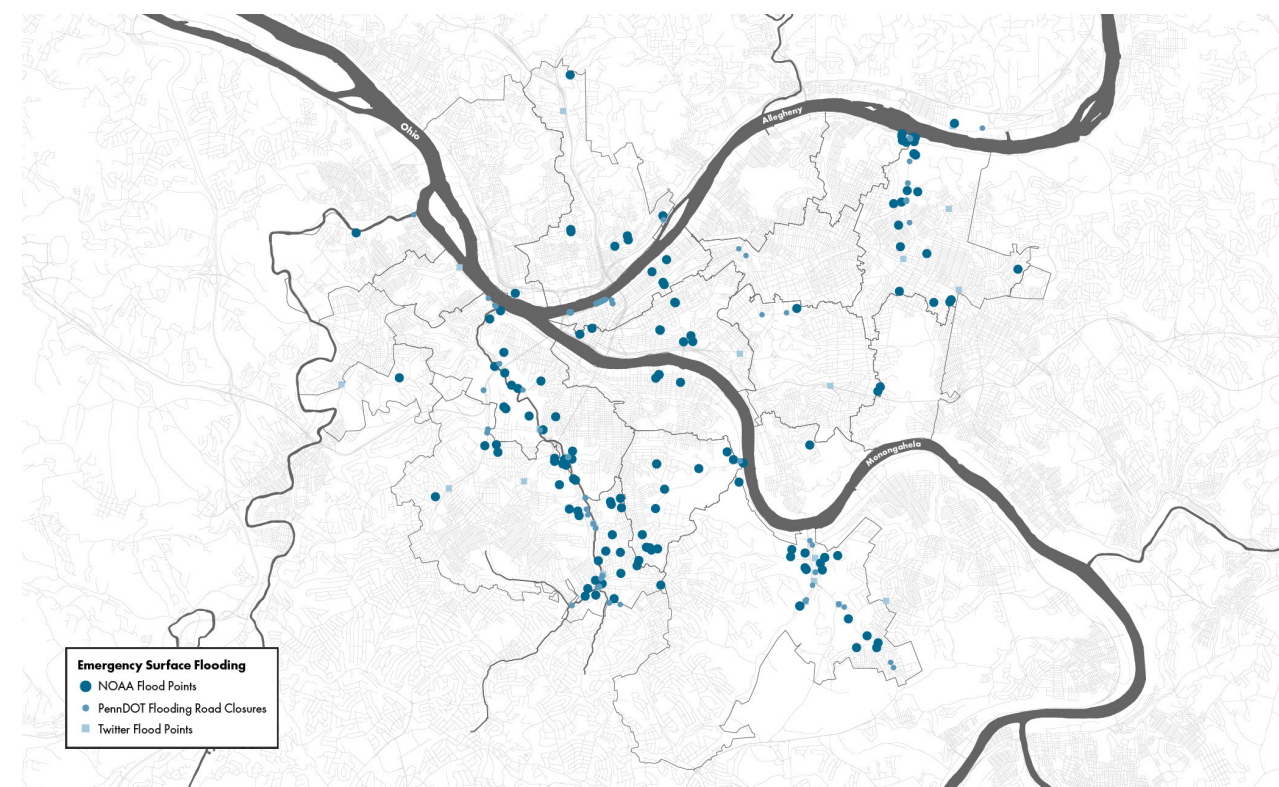 Ohio
Allegheny
Monongahela
Emergency Surface Flooding
NOAA Flood Points
PennDOT Flooding Road Closures
Twitter Flood Points